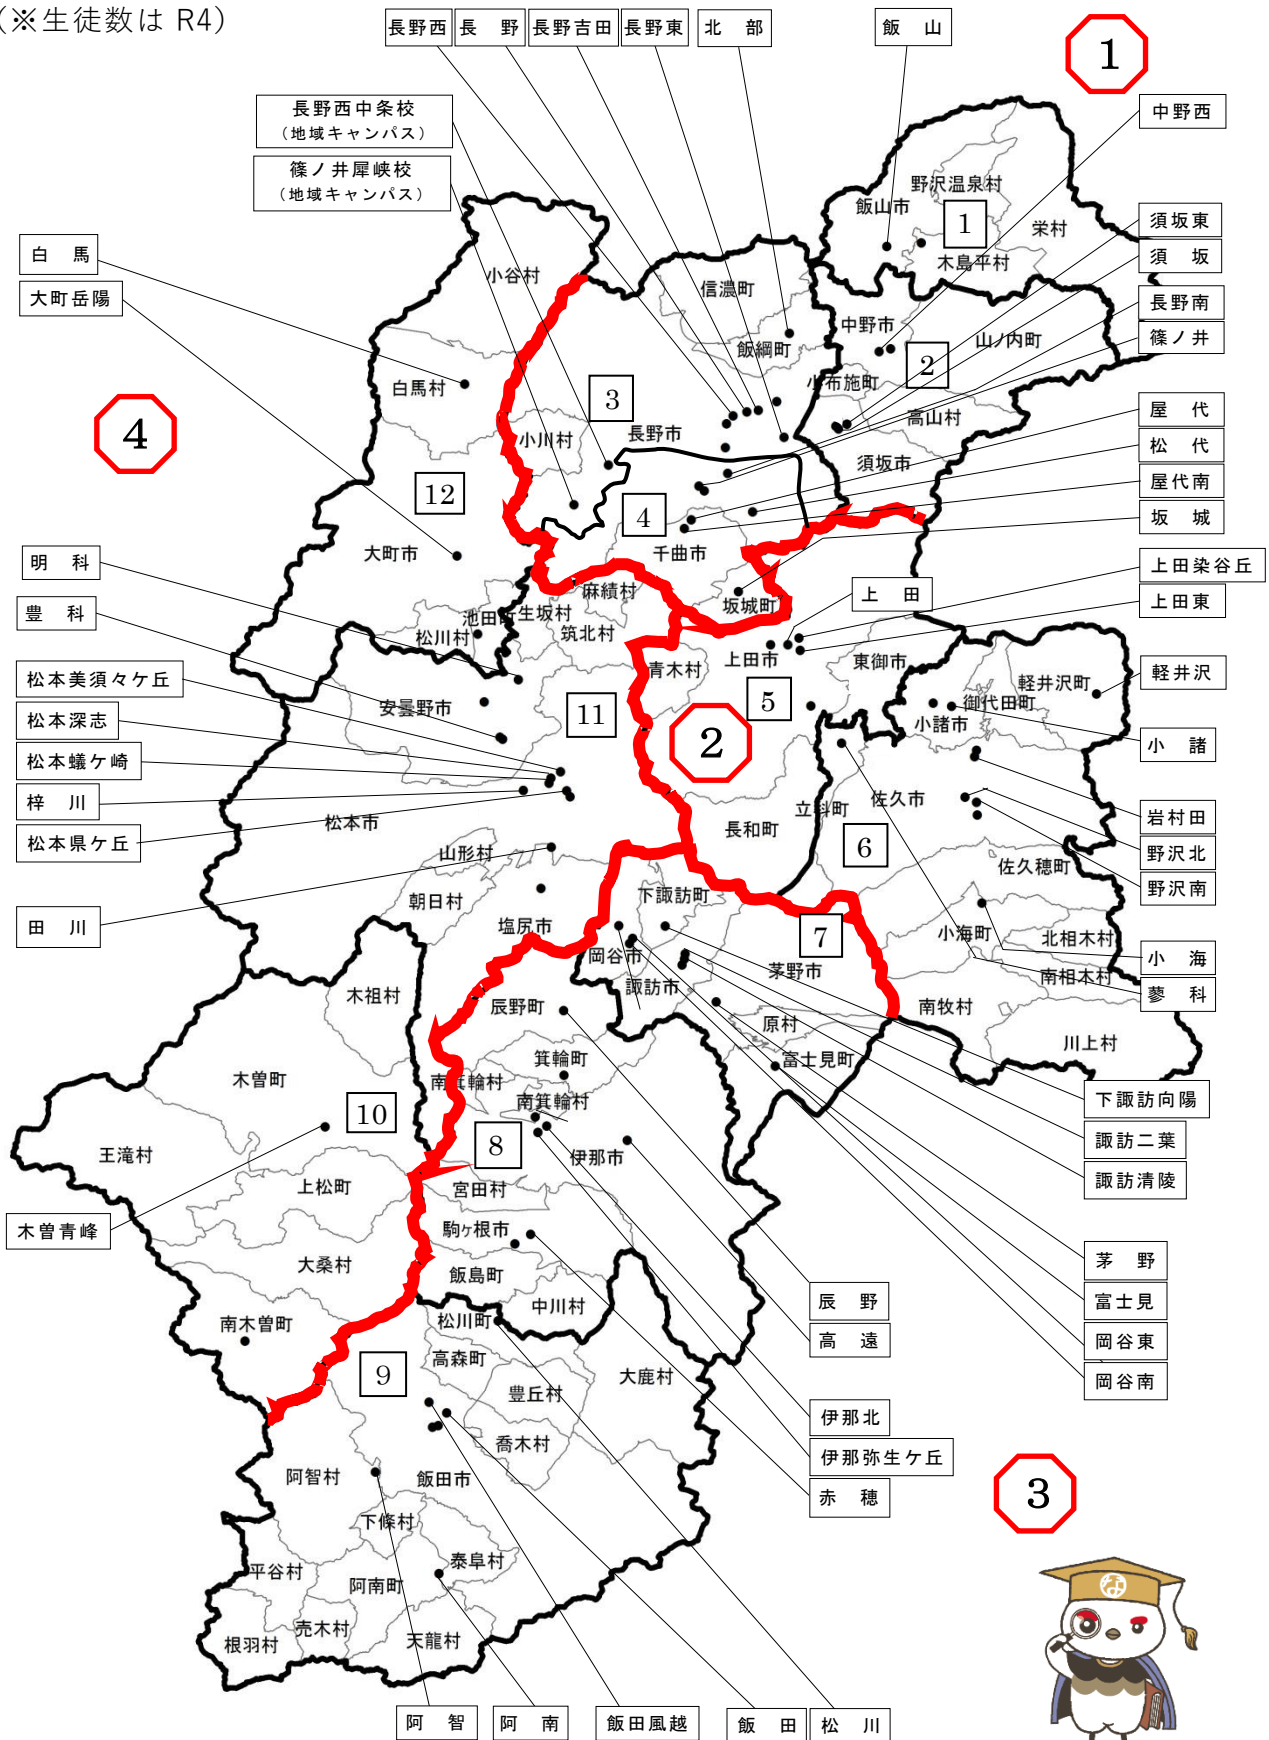 (※生徒数は R4)
長野西
長　野
長野吉田
長野東
北　部
飯　山
1
中野西
長野西中条校
（地域キャンパス）
篠ノ井犀峡校
（地域キャンパス）
野沢温泉村
飯山市
1
栄村
木島平村
須坂東
須　坂
長野南
篠ノ井
白　馬
大町岳陽
小谷村
信濃町
飯綱町
中野市
山ノ内町
2
小布施町
高山村
須坂市
白馬村
3
小川村
長野市
4
屋　代
松　代
屋代南
坂　城
12
4
千曲市
大町市
麻績村
坂城町
明　科
豊　科
上　田
上田染谷丘
上田東
池田町
生坂村
筑北村
松川村
青木村
上田市
東御市
軽井沢町
軽井沢
御代田町
小諸市
小　諸
松本美須々ケ丘
松本深志
松本蟻ケ崎
梓　川
松本県ケ丘
安曇野市
11
2
5
松本市
長和町
立科町
佐久市
6
岩村田
野沢北
野沢南
山形村
朝日村
塩尻市
田　川
下諏訪町
岡谷市
諏訪市
7
茅野市
佐久穂町
小海町
北相木村
南相木村
小　海
蓼　科
南牧村
川上村
木祖村
辰野町
原村
富士見町
木曽町
箕輪町
南箕輪村
南箕輪村
10
8
伊那市
王滝村
上松町
宮田村
駒ヶ根市
下諏訪向陽
諏訪二葉
諏訪清陵
木曽青峰
大桑村
飯島町
中川村
茅　野
富士見
岡谷東
岡谷南
南木曽町
松川町
辰　野
高　遠
9
高森町
豊丘村
大鹿村
喬木村
伊那北
伊那弥生ケ丘
赤　穂
阿智村
飯田市
3
下條村
平谷村
阿南町
泰阜村
売木村
根羽村
天龍村
阿　智
阿　南
飯田風越
飯　田
松　川
な